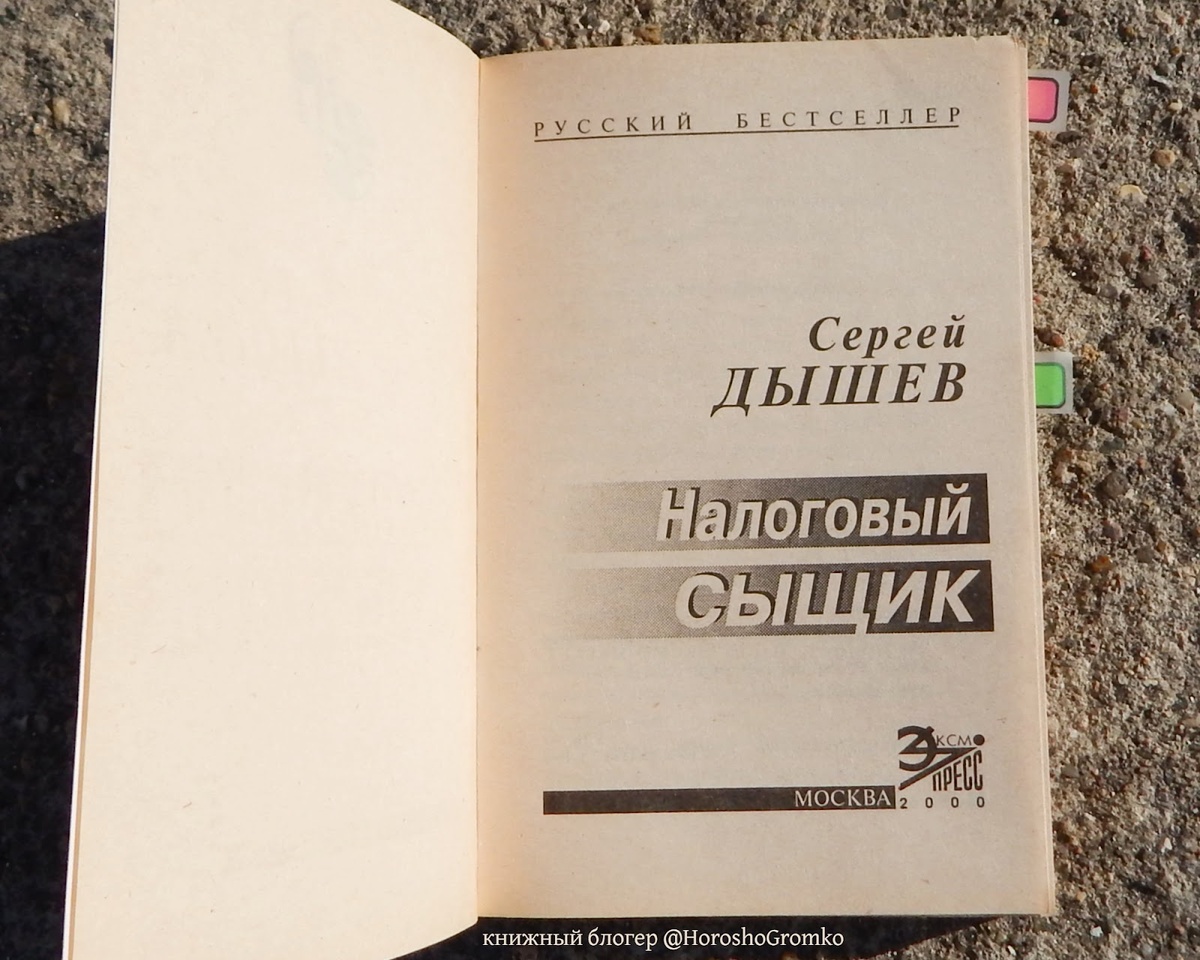 РУССКИЙ БЕСТСЕЛЛЕР
Сергей
ДЫШЕВ
Налоговый
СЫЩИК
ЭКСМО
ПРЕСС
МОСКВА 2000
книжный блогер @HoroshoGromko